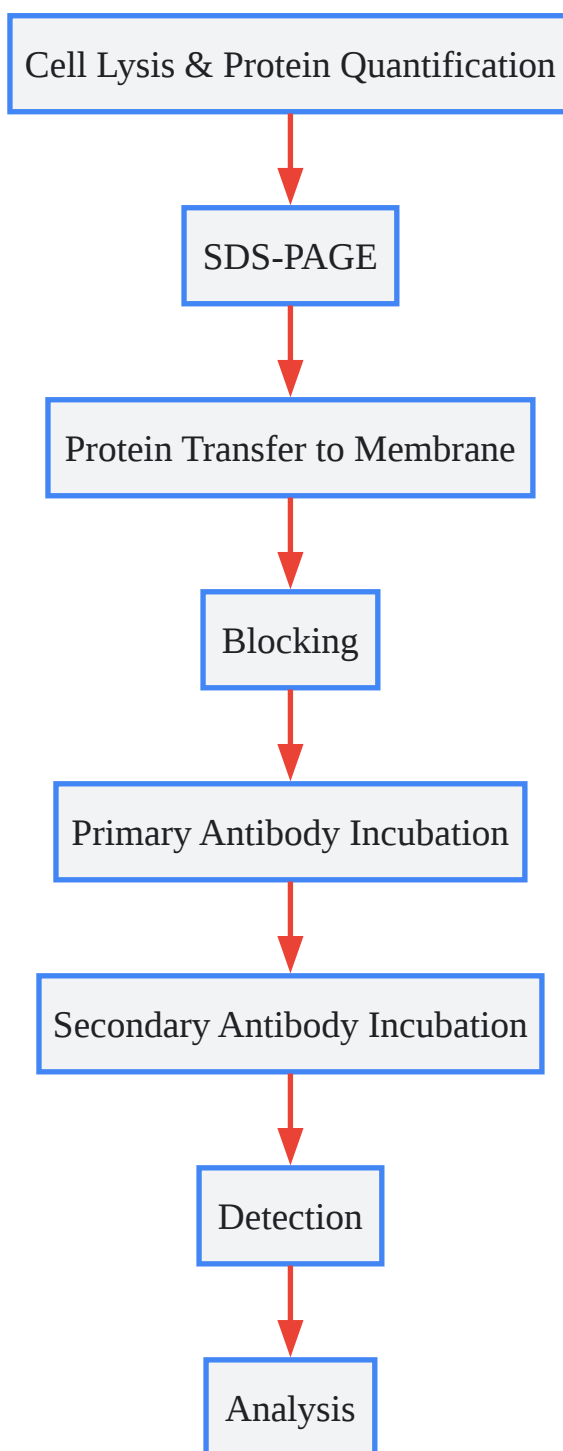 Cell Lysis & Protein Quantification
SDS-PAGE
Protein Transfer to Membrane
Blocking
Primary Antibody Incubation
Secondary Antibody Incubation
Detection
Analysis